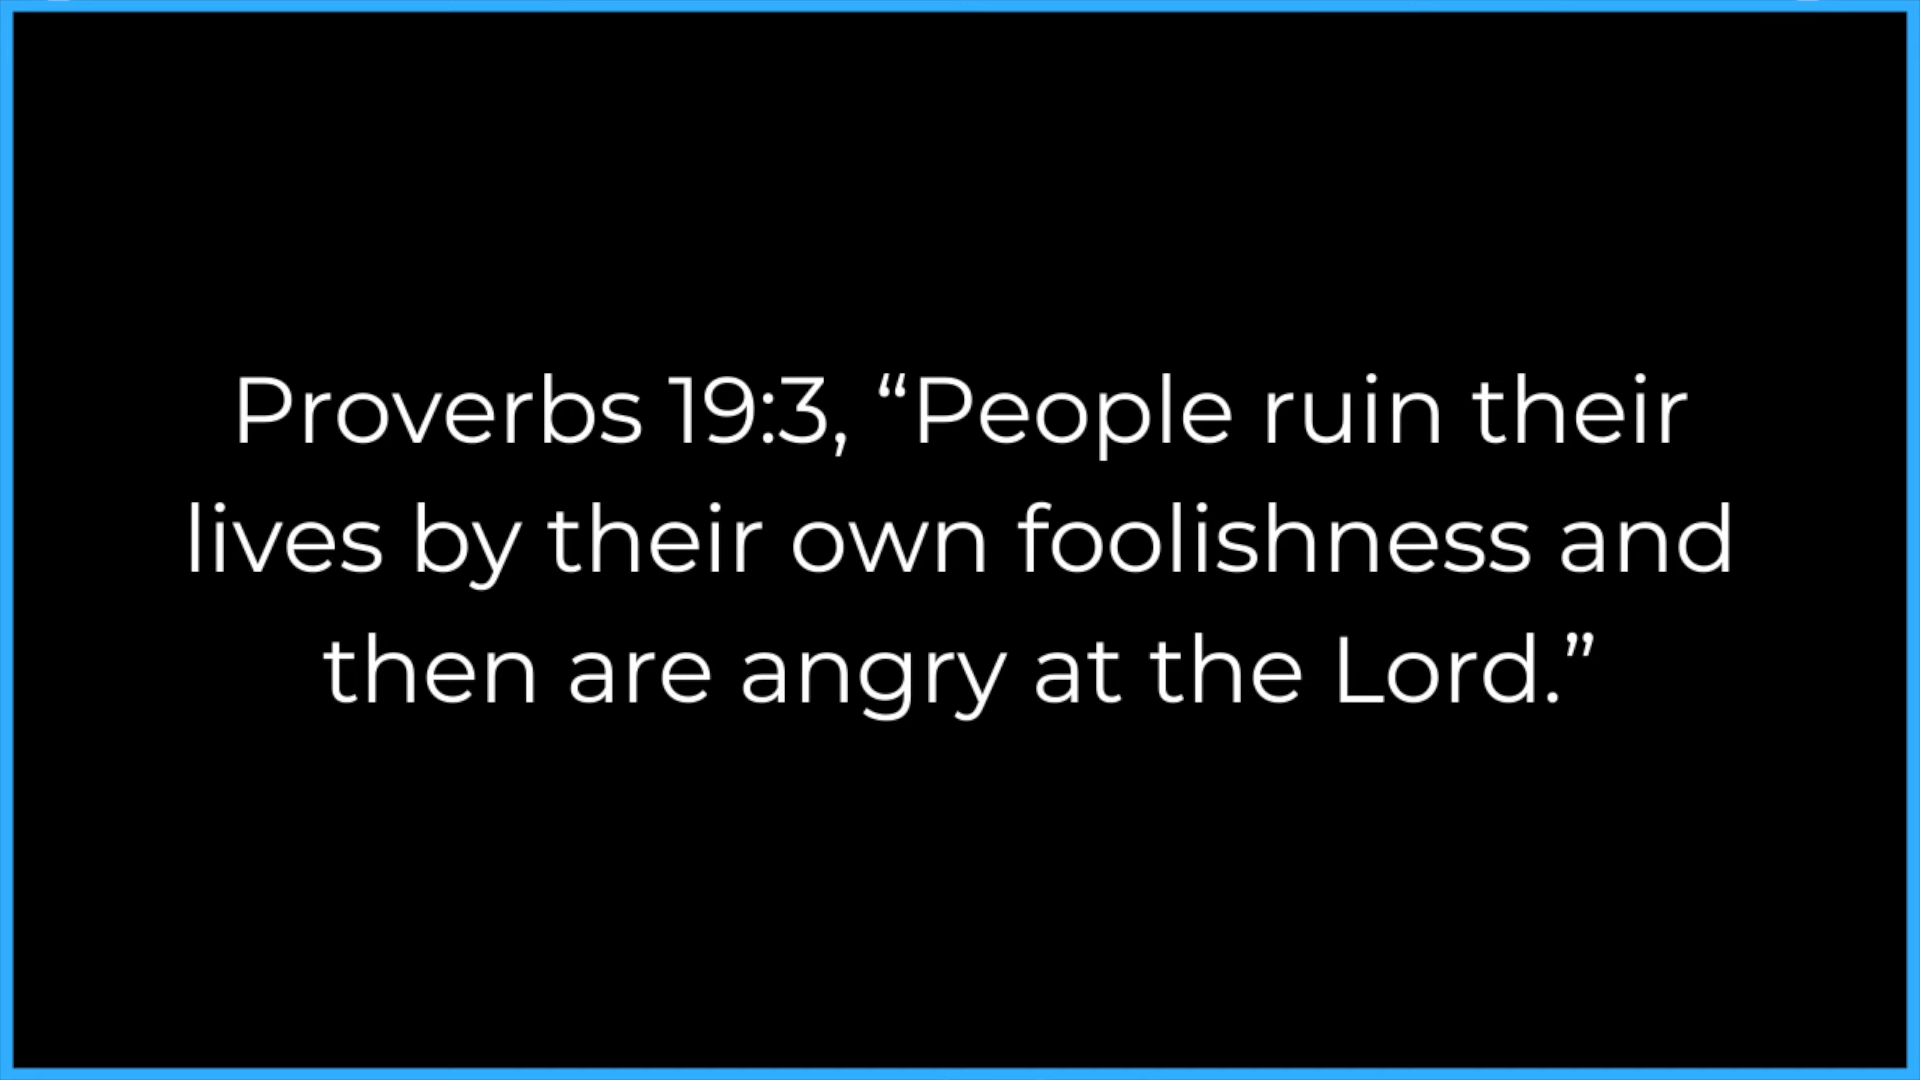 Proverbs 19:3, “People ruin their
lives by their own foolishness and
then are angry at the Lord.”